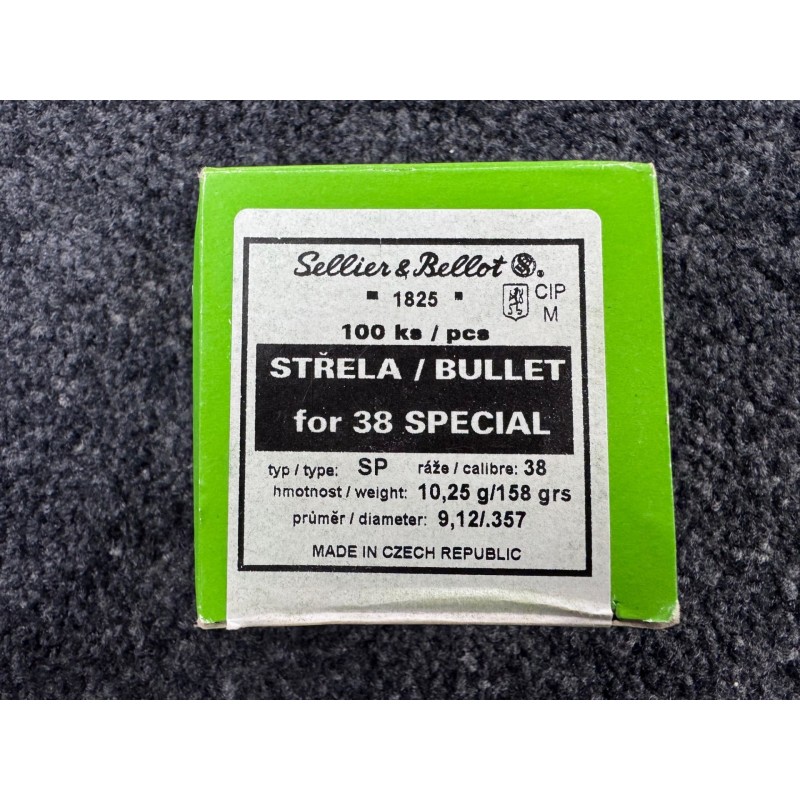 Sellier & Bellot SB.
▪ 1825 ▪
CIP
M
100 ks / pcs
STŘELA / BULLET
for 38 SPECIAL
typ / type: SP ráže / calibre: 38
hmotnost / weight: 10,25 g/158 grs
průměr / diameter: 9,12/.357
MADE IN CZECH REPUBLIC